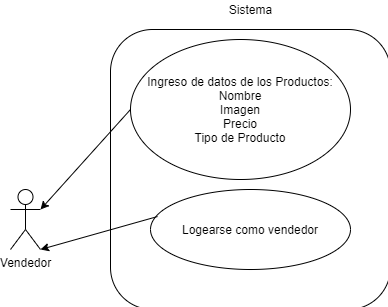 Sistema
Ingreso de datos de los Productos:
Nombre
Imagen
Precio
Tipo de Producto
Logearse como vendedor
Vendedor